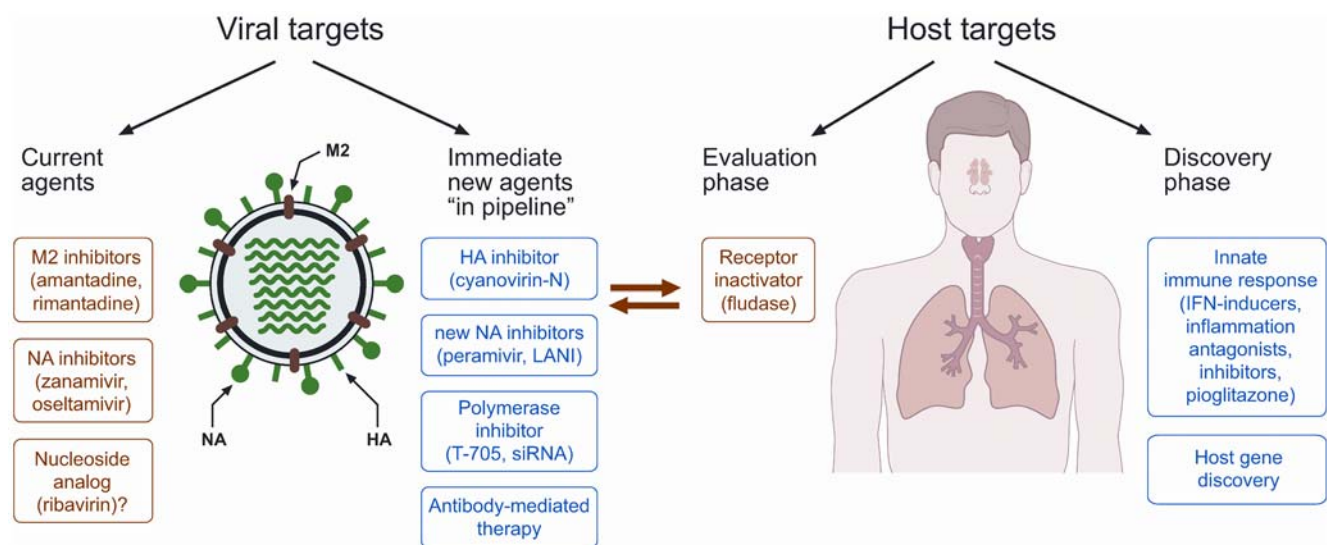 Viral targets
Host targets
Current
agents
M2
Immediate
new agents
“in pipeline”
Evaluation
phase
Discovery
phase
M2 inhibitors
(amantadine,
rimantadine)
NA inhibitors
(zanamivir,
oseltamivir)
Nucleoside
analog
(ribavirin)?
NA
HA
HA inhibitor
(cyanovirin-N)
new NA inhibitors
(peramivir, LANI)
Polymerase
inhibitor
(T-705, siRNA)
Antibody-mediated
therapy
Receptor
inactivator
(fludase)
Innate
immune response
(IFN-inducers,
inflammation
antagonists,
inhibitors,
pioglitazone)
Host gene
discovery